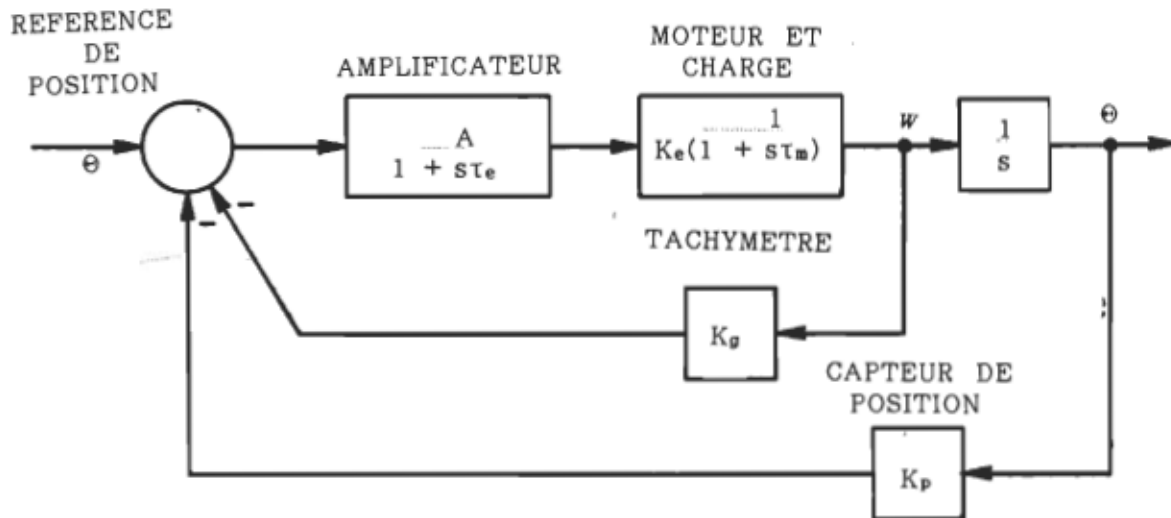 RÉFÉRENCE
DE
POSITION
Θ
AMPLIFICATEUR
A
1 + sτe
MOTEUR ET
CHARGE
1
Ke(1 + sτm)
w
1
s
Θ
−
−
TACHYMETRE
Kg
CAPTEUR DE
POSITION
Kp